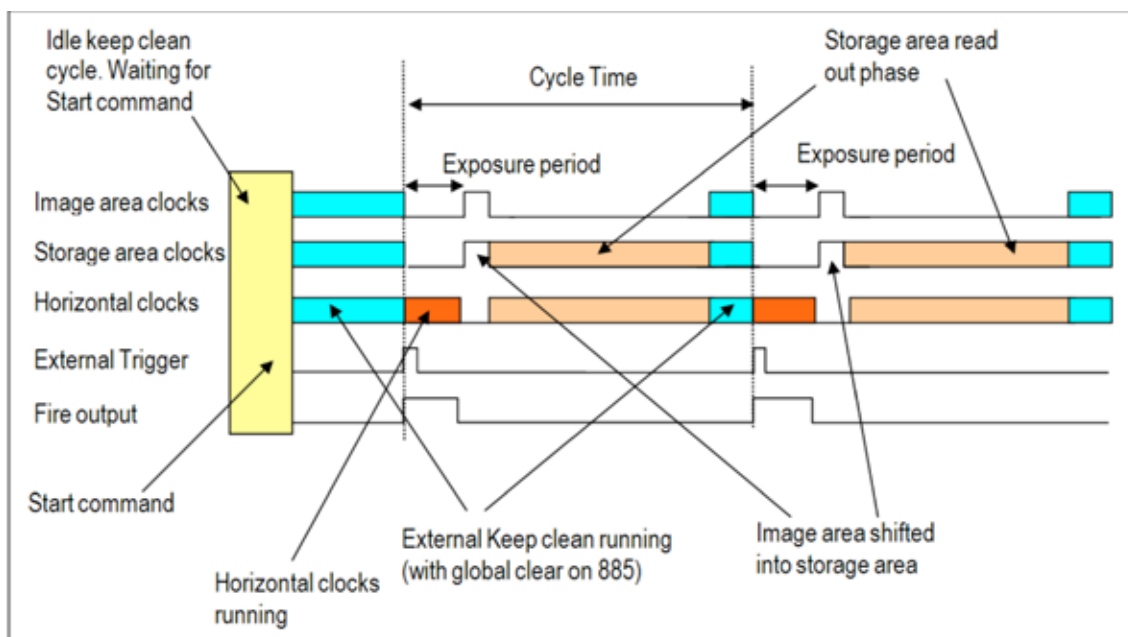 Idle keep clean
cycle. Waiting for
Start command
Cycle Time
Storage area read
out phase
Exposure period
Exposure period
Image area clocks
Storage area clocks
Horizontal clocks
External Trigger
Fire output
Start command
Horizontal clocks
running
External Keep clean running
(with global clear on 885)
Image area shifted
into storage area